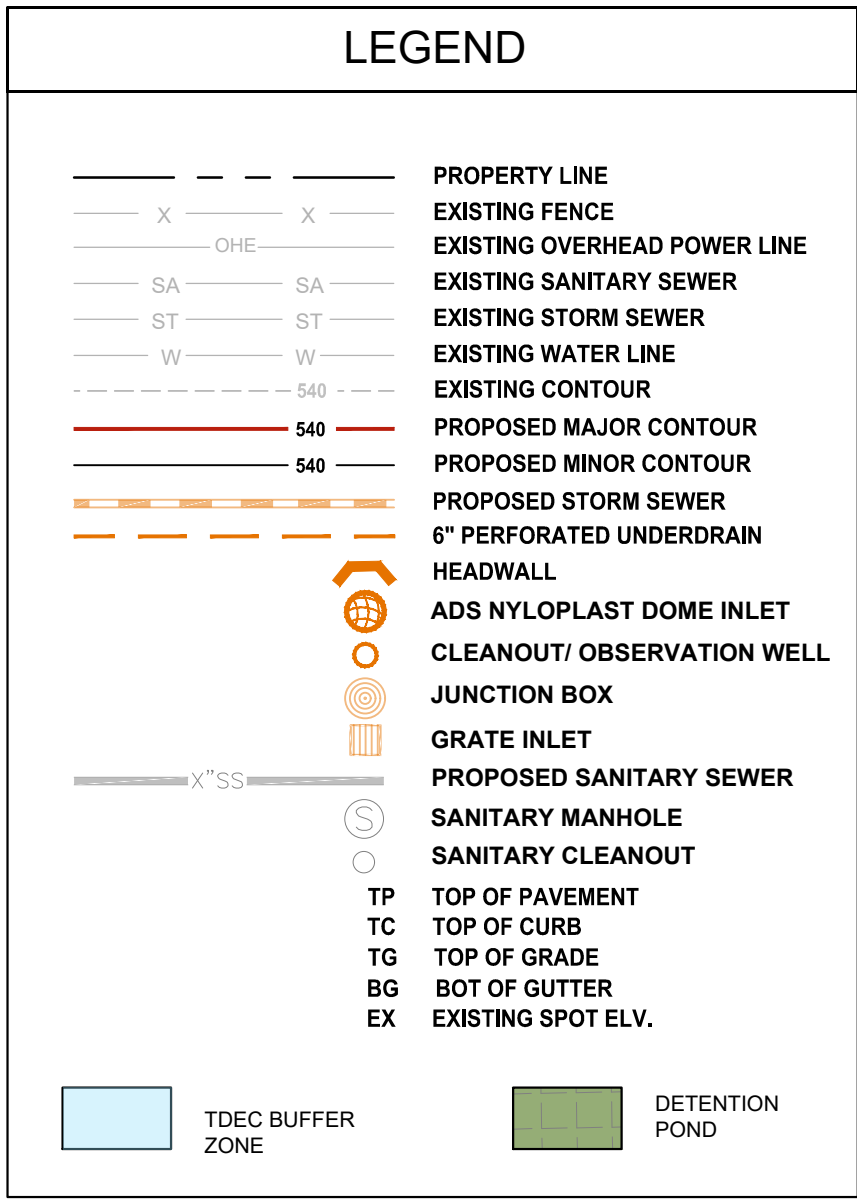 LEGEND
PROPERTY LINE
X X EXISTING FENCE
OHE EXISTING OVERHEAD POWER LINE
SA SA EXISTING SANITARY SEWER
ST ST EXISTING STORM SEWER
W W EXISTING WATER LINE
540 EXISTING CONTOUR
540 PROPOSED MAJOR CONTOUR
540 PROPOSED MINOR CONTOUR
PROPOSED STORM SEWER
6" PERFORATED UNDERDRAIN
HEADWALL
ADS NYLOPLAST DOME INLET
CLEANOUT/ OBSERVATION WELL
JUNCTION BOX
GRATE INLET
X"SS PROPOSED SANITARY SEWER
S SANITARY MANHOLE
SANITARY CLEANOUT
TP TOP OF PAVEMENT
TC TOP OF CURB
TG TOP OF GRADE
BG BOT OF GUTTER
EX EXISTING SPOT ELV.
TDEC BUFFER
ZONE
DETENTION
POND